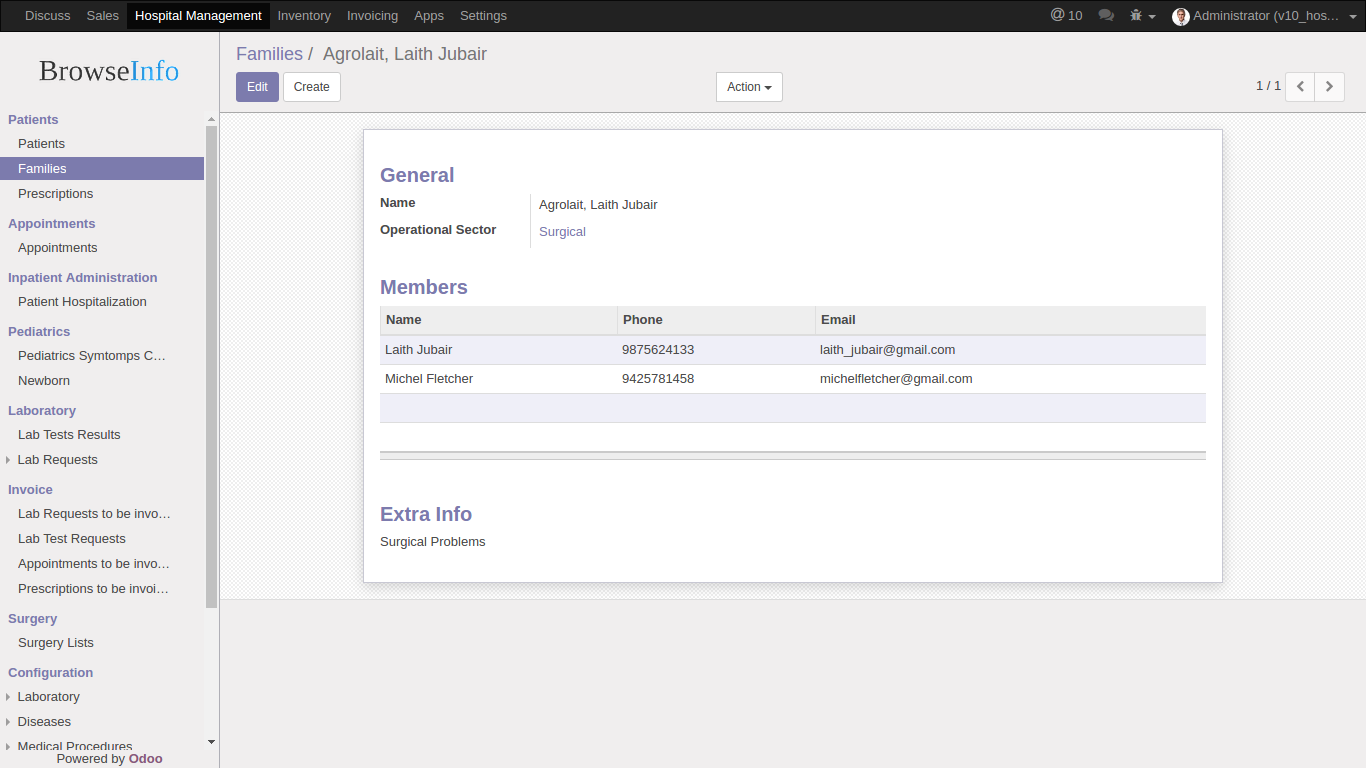 Discuss Sales Hospital Management Inventory Invoicing Apps Settings @ 10 Administrator (v10_hos...
BrowseInfo
Families / Agrolait, Laith Jubair
Edit Create Action 1 / 1
Patients
Patients
Families
Prescriptions
Appointments
Appointments
Inpatient Administration
Patient Hospitalization
Pediatrics
Pediatrics Symtomps C...
Newborn
Laboratory
Lab Tests Results
Lab Requests
Invoice
Lab Requests to be invo...
Lab Test Requests
Appointments to be invo...
Prescriptions to be invoi...
Surgery
Surgery Lists
Configuration
Laboratory
Diseases
Medical Procedures
Powered by Odoo
General
Name Agrolait, Laith Jubair
Operational Sector Surgical
Members
Name Phone Email
Laith Jubair 9875624133 laith_jubair@gmail.com
Michel Fletcher 9425781458 michelfletcher@gmail.com
Extra Info
Surgical Problems